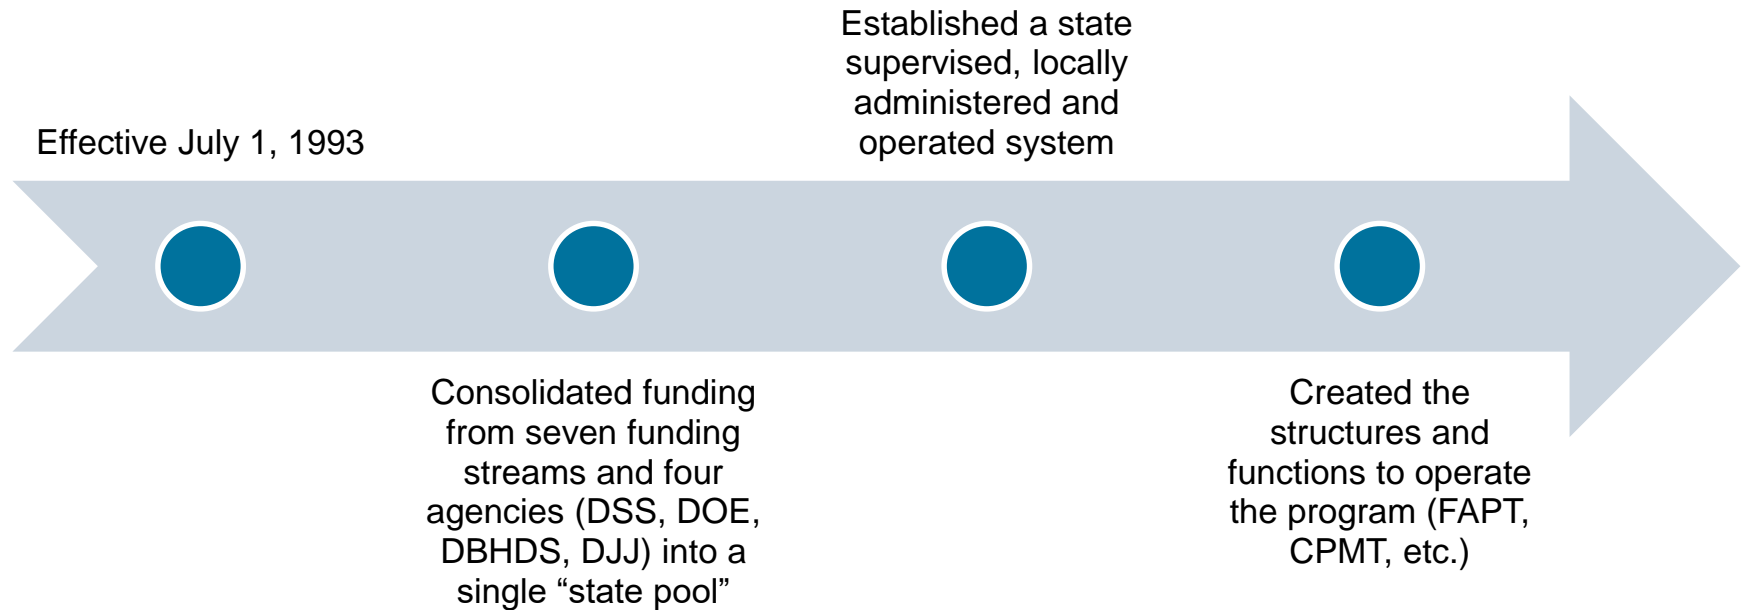 Effective July 1, 1993
Consolidated funding
from seven funding
streams and four
agencies (DSS, DOE,
DBHDS, DJJ) into a
single “state pool”
Established a state
supervised, locally
administered and
operated system
Created the
structures and
functions to operate
the program (FAPT,
CPMT, etc.)